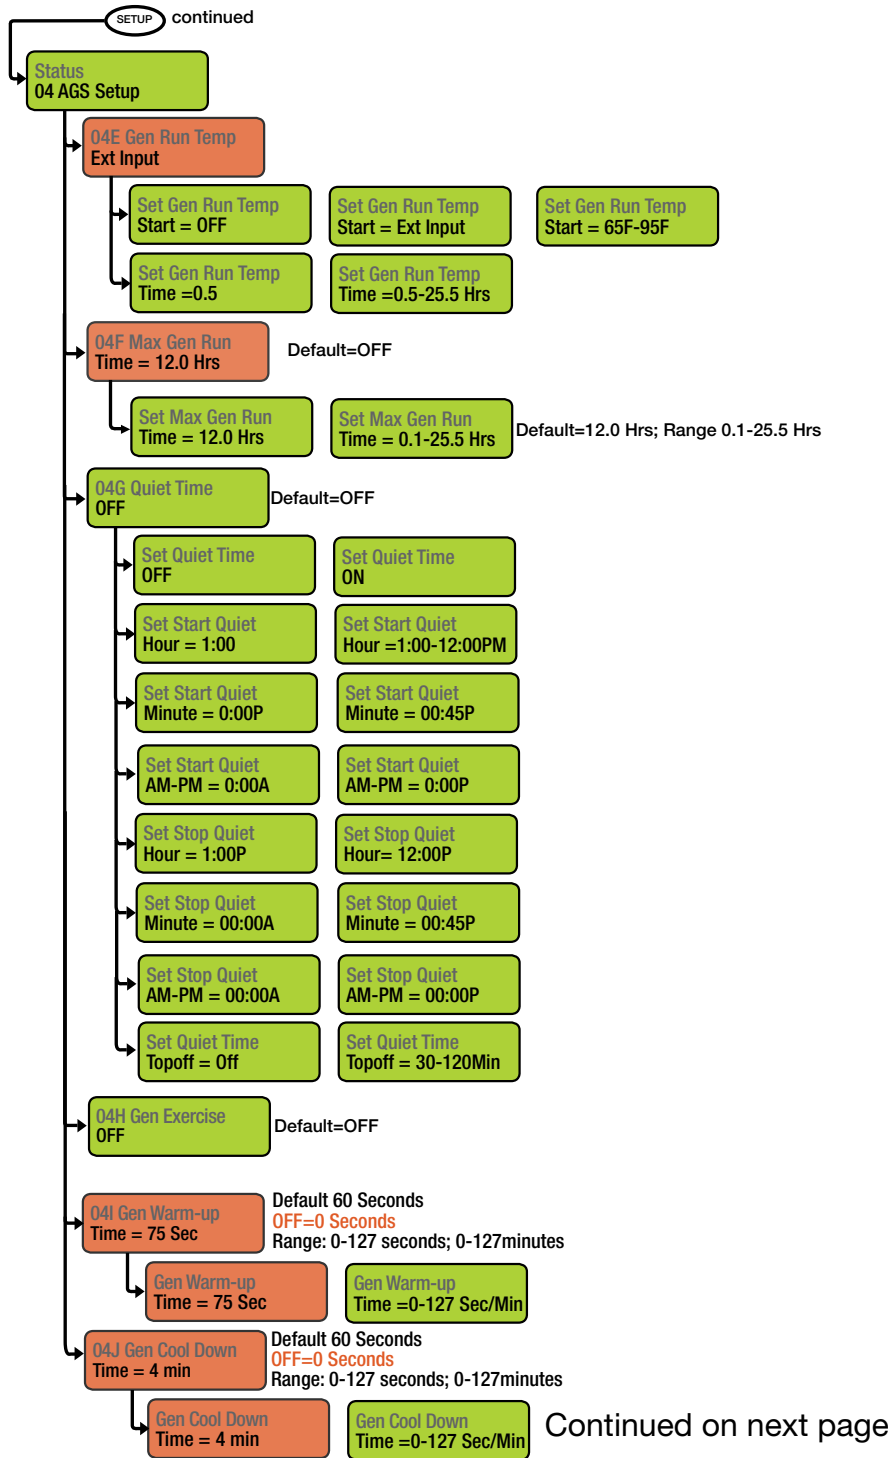 SETUP continued
Status
04 AGS Setup
04E Gen Run Temp
Ext Input
Set Gen Run Temp
Start = OFF
Set Gen Run Temp
Start = Ext Input
Set Gen Run Temp
Start = 65F-95F
Set Gen Run Temp
Time =0.5
Set Gen Run Temp
Time =0.5-25.5 Hrs
04F Max Gen Run
Time = 12.0 Hrs
Default=OFF
Set Max Gen Run
Time = 12.0 Hrs
Set Max Gen Run
Time = 0.1-25.5 Hrs
Default=12.0 Hrs; Range 0.1-25.5 Hrs
04G Quiet Time
OFF
Default=OFF
Set Quiet Time
OFF
Set Quiet Time
ON
Set Start Quiet
Hour = 1:00
Set Start Quiet
Hour =1:00-12:00PM
Set Start Quiet
Minute = 0:00P
Set Start Quiet
Minute = 00:45P
Set Start Quiet
AM-PM = 0:00A
Set Start Quiet
AM-PM = 0:00P
Set Stop Quiet
Hour = 1:00P
Set Stop Quiet
Hour= 12:00P
Set Stop Quiet
Minute = 00:00A
Set Stop Quiet
Minute = 00:45P
Set Stop Quiet
AM-PM = 00:00A
Set Stop Quiet
AM-PM = 00:00P
Set Quiet Time
Topoff = Off
Set Quiet Time
Topoff = 30-120Min
04H Gen Exercise
OFF
Default=OFF
04I Gen Warm-up
Time = 75 Sec
Default 60 Seconds
OFF=0 Seconds
Range: 0-127 seconds; 0-127minutes
Gen Warm-up
Time = 75 Sec
Gen Warm-up
Time =0-127 Sec/Min
04J Gen Cool Down
Time = 4 min
Default 60 Seconds
OFF=0 Seconds
Range: 0-127 seconds; 0-127minutes
Gen Cool Down
Time = 4 min
Gen Cool Down
Time =0-127 Sec/Min
Continued on next page